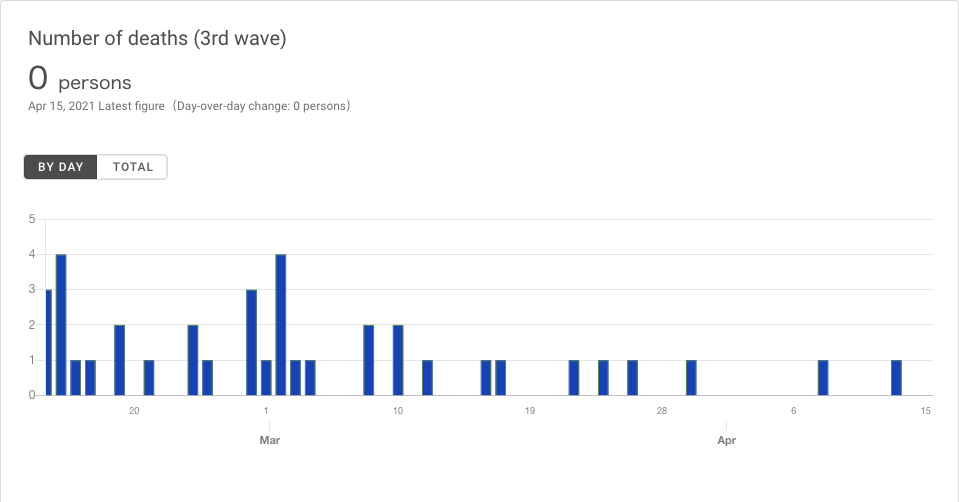 Number of deaths (3rd wave)
0 persons
Apr 15, 2021 Latest figure（Day-over-day change: 0 persons）
BY DAY TOTAL
5
4
3
2
1
0
20 1 10 19 28 6 15
Mar Apr